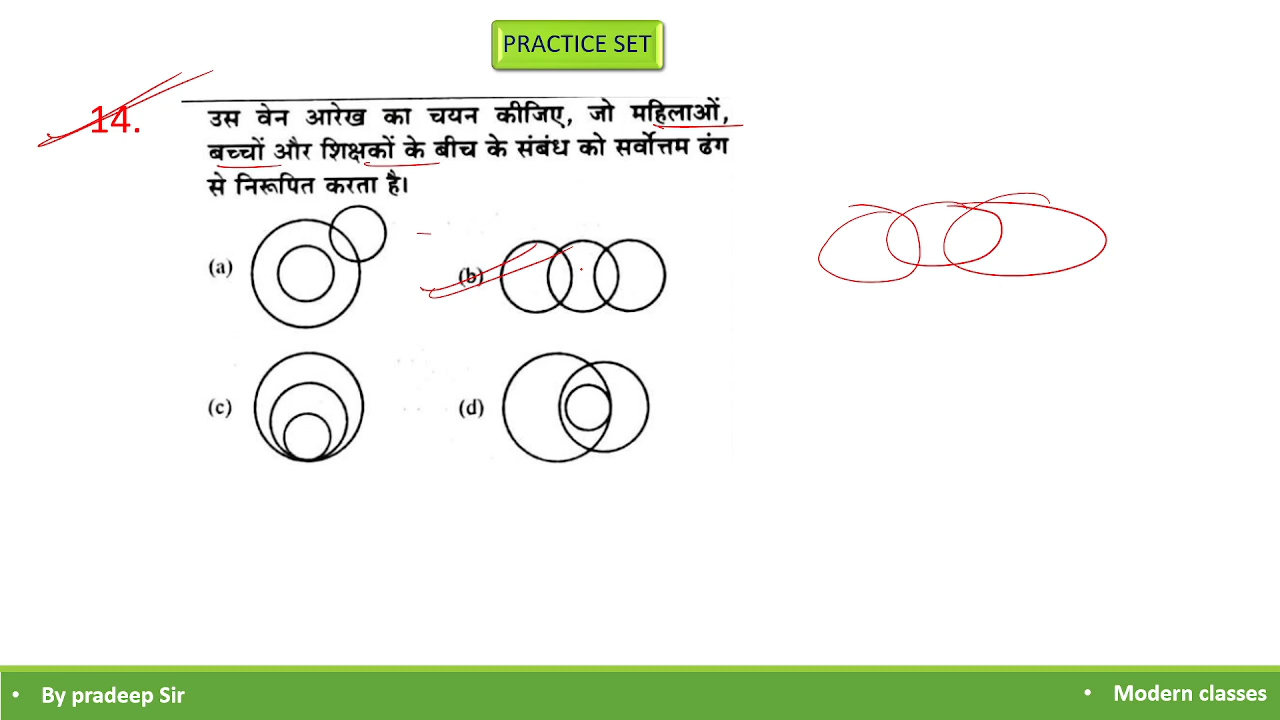 PRACTICE SET
14.
उस वेन आरेख का चयन कीजिए, जो महिलाओं,
बच्चों और शिक्षकों के बीच के संबंध को सर्वोत्तम ढंग
से निरूपित करता है।
(a)
(b)
(c)
(d)
• By pradeep Sir
• Modern classes